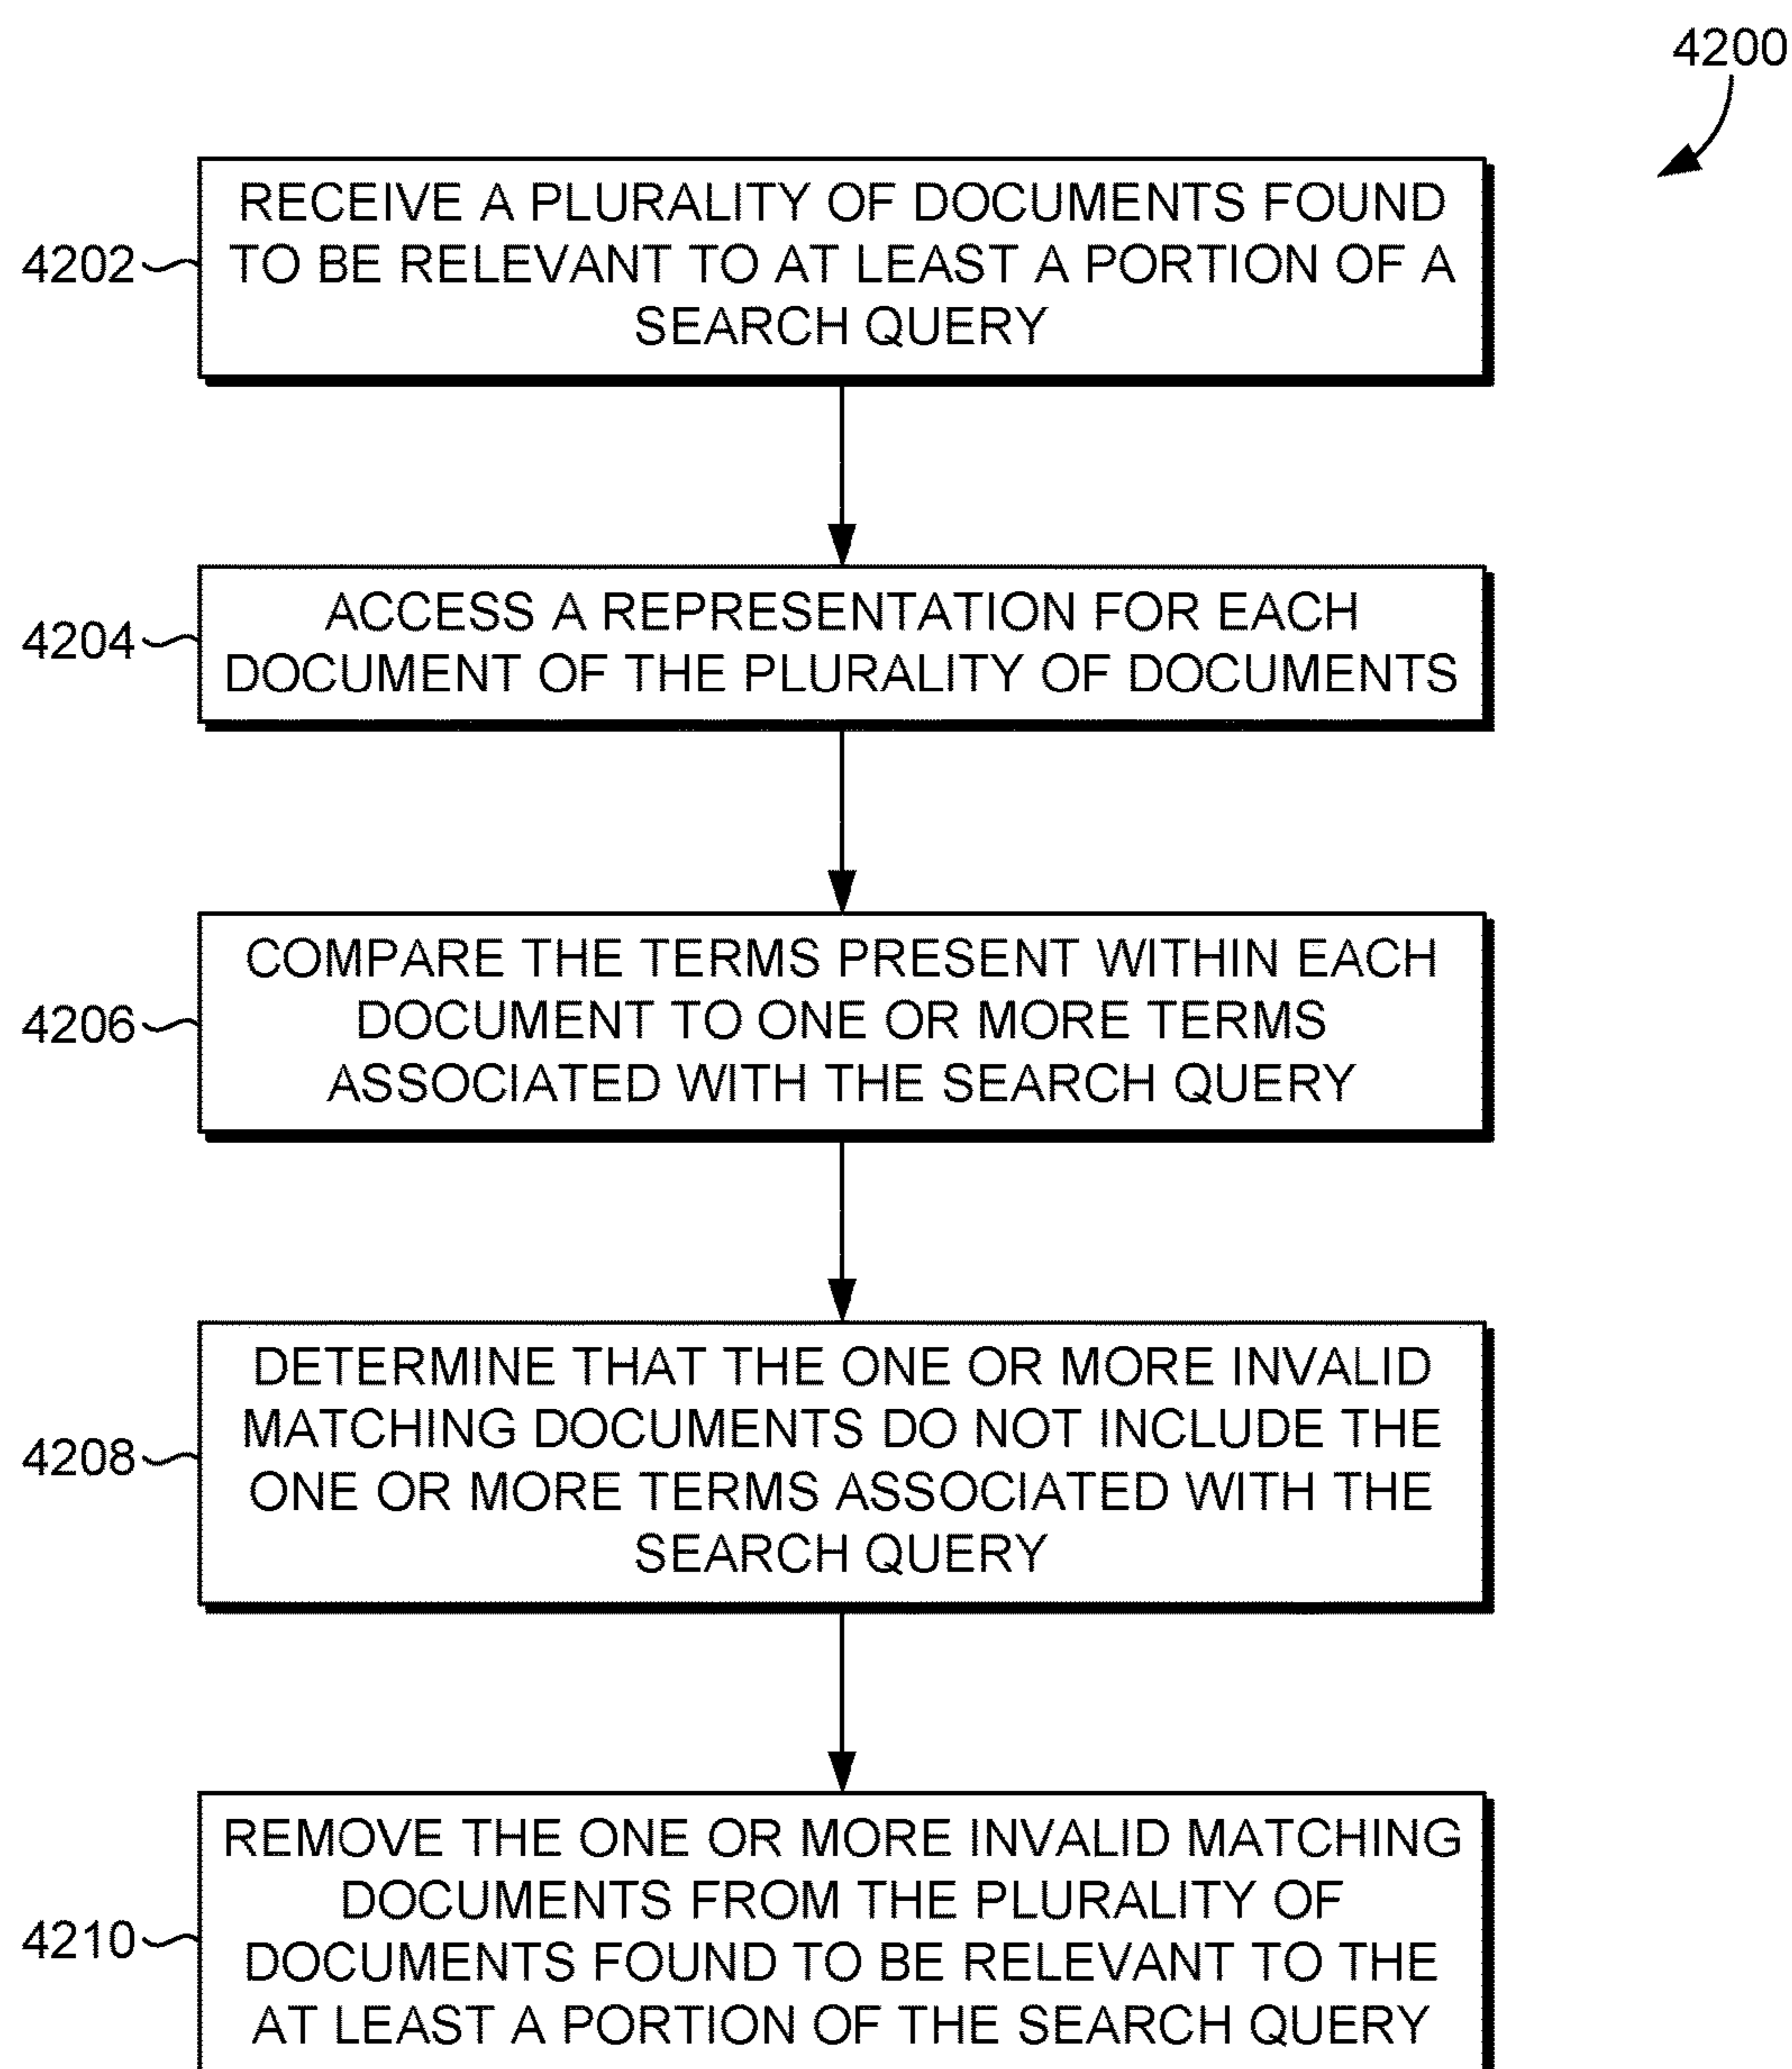 4200
RECEIVE A PLURALITY OF DOCUMENTS FOUND
TO BE RELEVANT TO AT LEAST A PORTION OF A
SEARCH QUERY
4202
ACCESS A REPRESENTATION FOR EACH
DOCUMENT OF THE PLURALITY OF DOCUMENTS
4204
COMPARE THE TERMS PRESENT WITHIN EACH
DOCUMENT TO ONE OR MORE TERMS
ASSOCIATED WITH THE SEARCH QUERY
4206
DETERMINE THAT THE ONE OR MORE INVALID
MATCHING DOCUMENTS DO NOT INCLUDE THE
ONE OR MORE TERMS ASSOCIATED WITH THE
SEARCH QUERY
4208
REMOVE THE ONE OR MORE INVALID MATCHING
DOCUMENTS FROM THE PLURALITY OF
DOCUMENTS FOUND TO BE RELEVANT TO THE
AT LEAST A PORTION OF THE SEARCH QUERY
4210